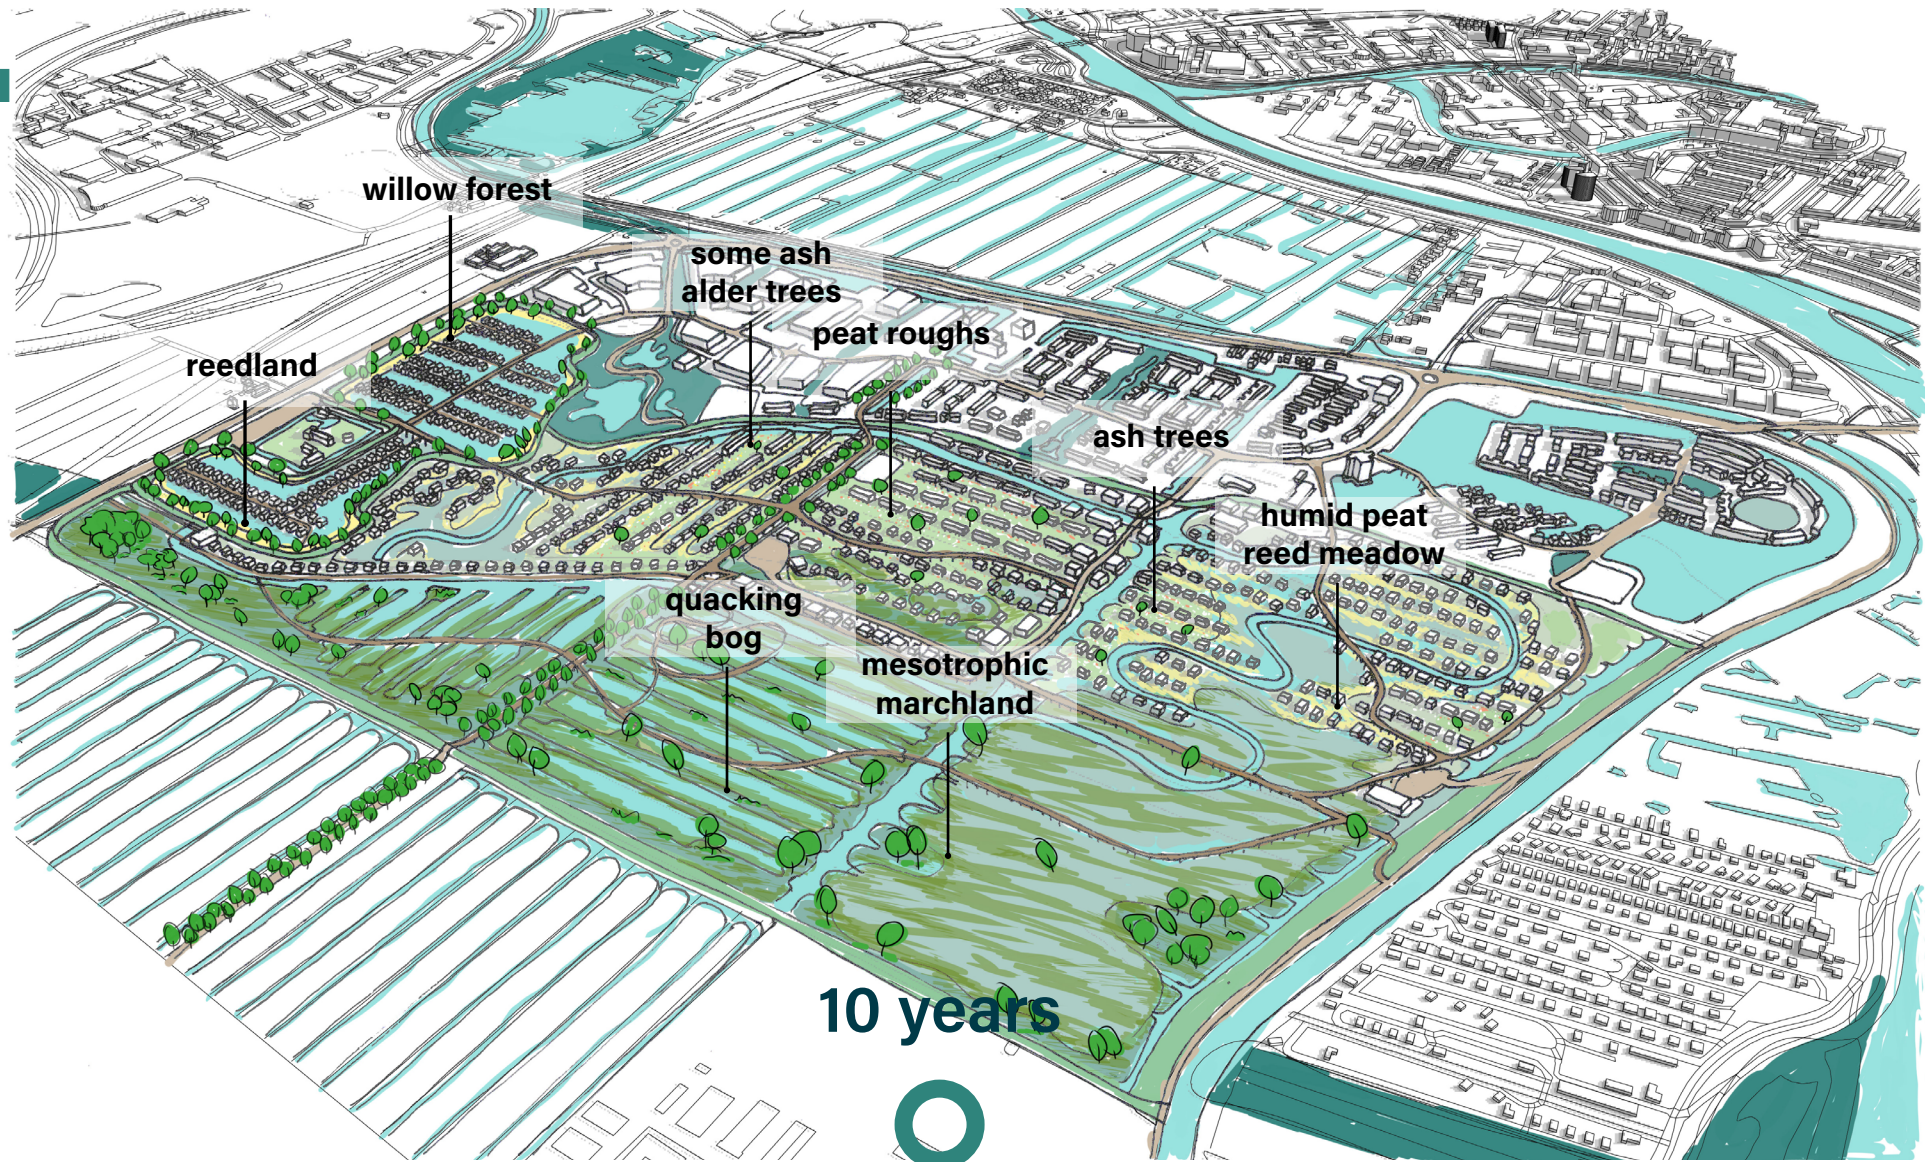 willow forest
some ash
alder trees
peat roughs
reedland
ash trees
humid peat
reed meadow
quacking
bog
mesotrophic
marchland
10 years